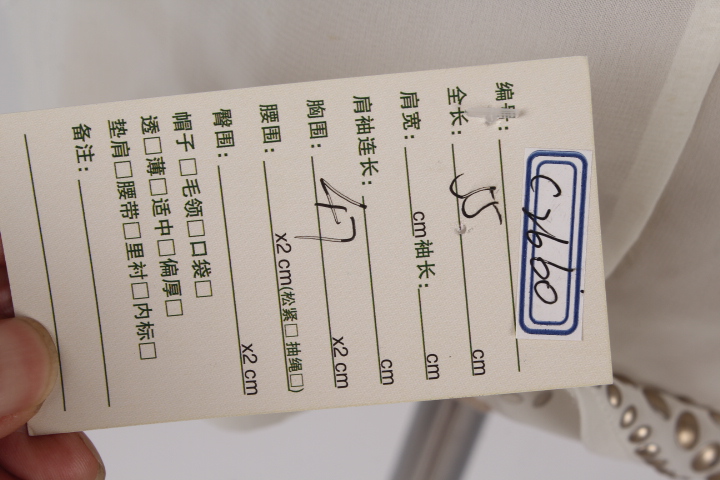 编号: C2660
全长: 55 cm
肩宽: cm 袖长: cm
肩袖连长: cm
胸围: 47 x2 cm
腰围: x2 cm(松紧□ 抽绳□)
臀围: x2 cm
帽子□ 毛领□ 口袋□
透□ 薄□ 适中□ 偏厚□
垫肩□ 腰带□ 里衬□ 内标□
备注: